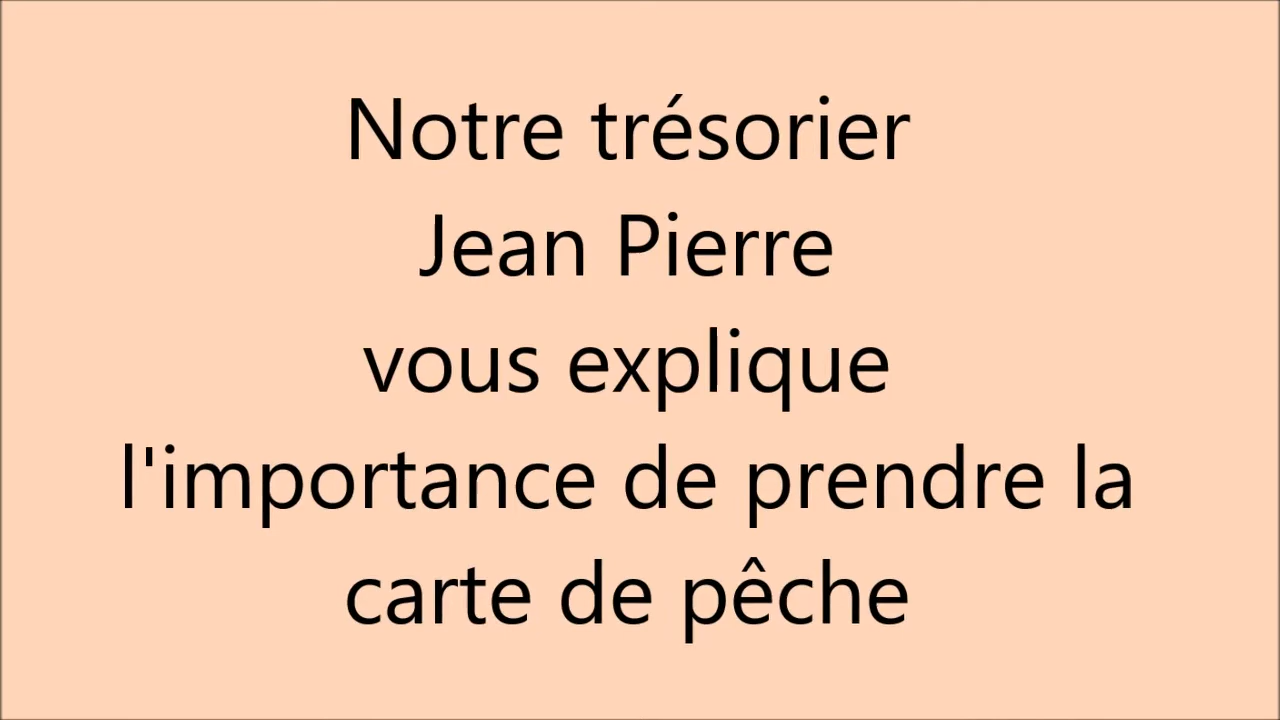 Notre trésorier
Jean Pierre
vous explique
l'importance de prendre la
carte de pêche